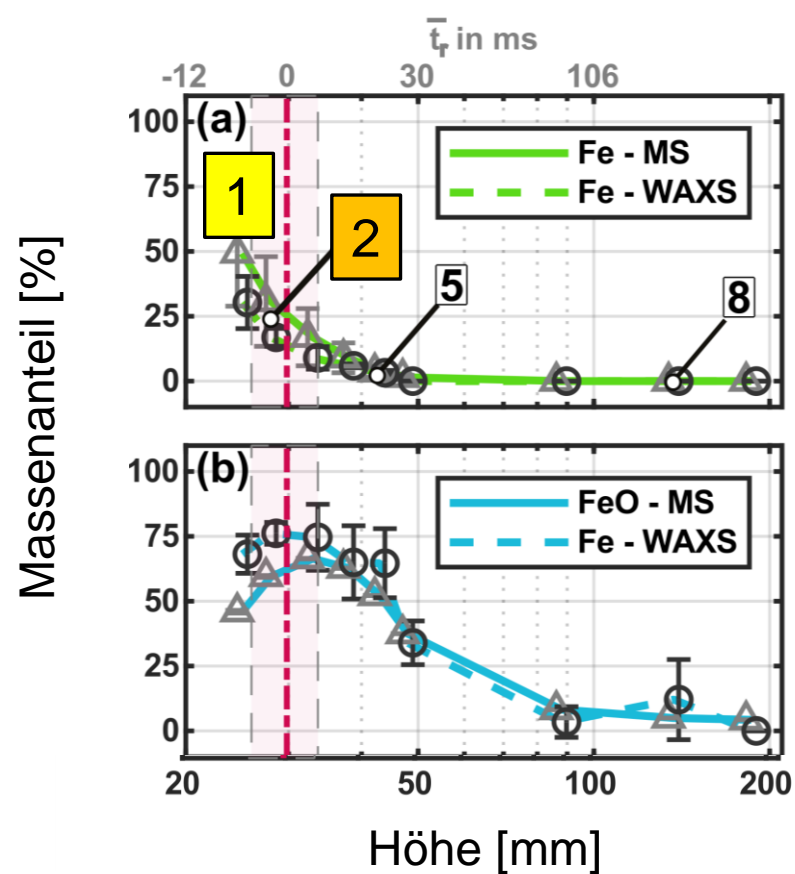 t̄r in ms
-12 0 30 106
(a)
100
75
50
25
0
Fe - MS
Fe - WAXS
1
2
5
8
Massenanteil [%]
(b)
100
75
50
25
0
FeO - MS
Fe - WAXS
20 50 100 200
Höhe [mm]